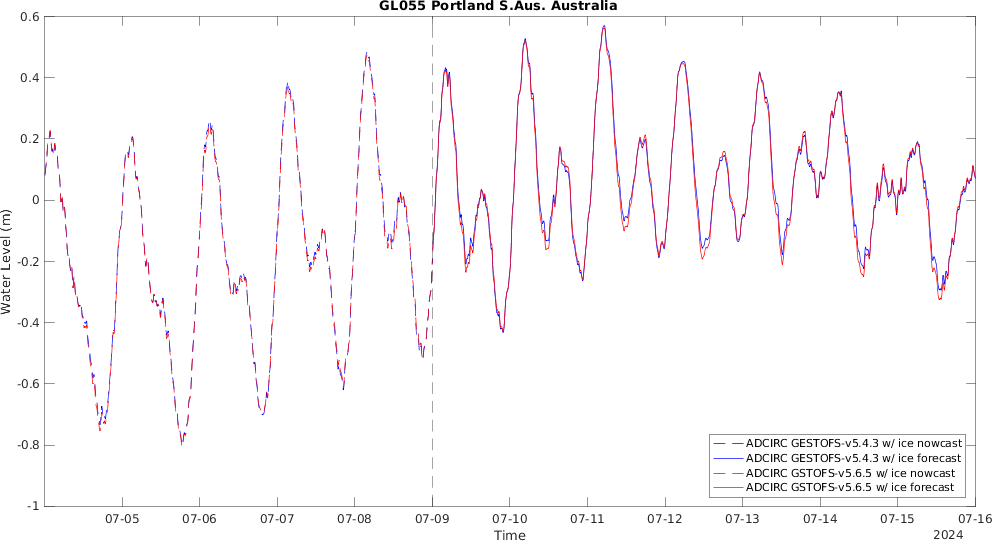 GL055 Portland S.Aus. Australia
0.6
0.4
0.2
0
-0.2
-0.4
-0.6
-0.8
-1
Water Level (m)
07-05 07-06 07-07 07-08 07-09 07-10 07-11 07-12 07-13 07-14 07-15 07-16
Time
2024
ADCIRC GESTOFS-v5.4.3 w/ ice nowcast
ADCIRC GESTOFS-v5.4.3 w/ ice forecast
ADCIRC GSTOFS-v5.6.5 w/ ice nowcast
ADCIRC GSTOFS-v5.6.5 w/ ice forecast